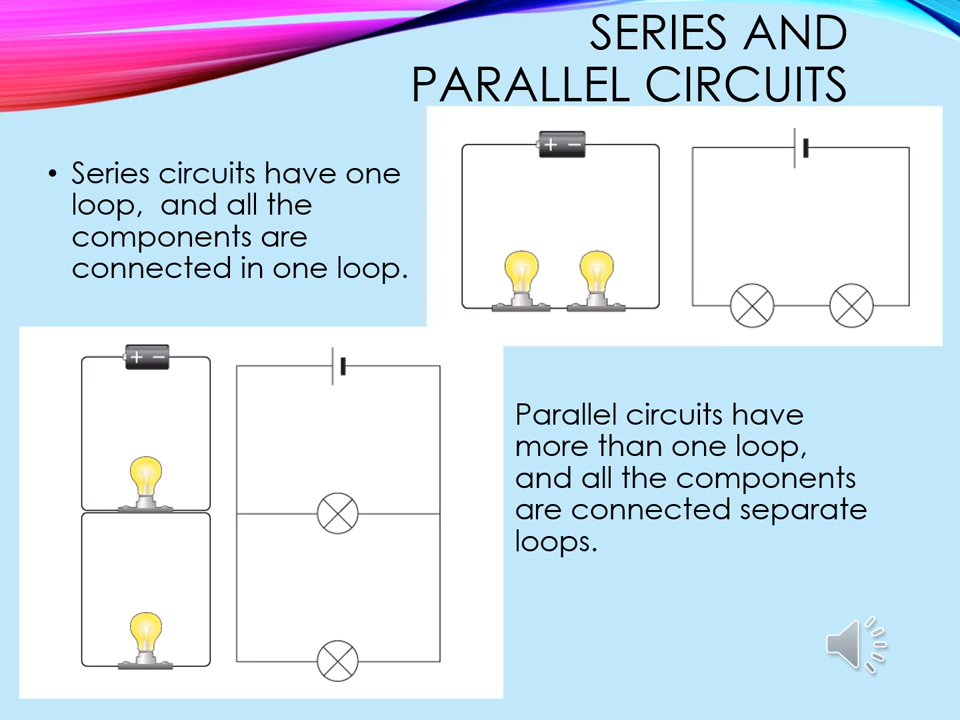 SERIES AND
PARALLEL CIRCUITS
• Series circuits have one
loop,  and all the
components are
connected in one loop.
+ −
+ −
Parallel circuits have
more than one loop,
and all the components
are connected separate
loops.